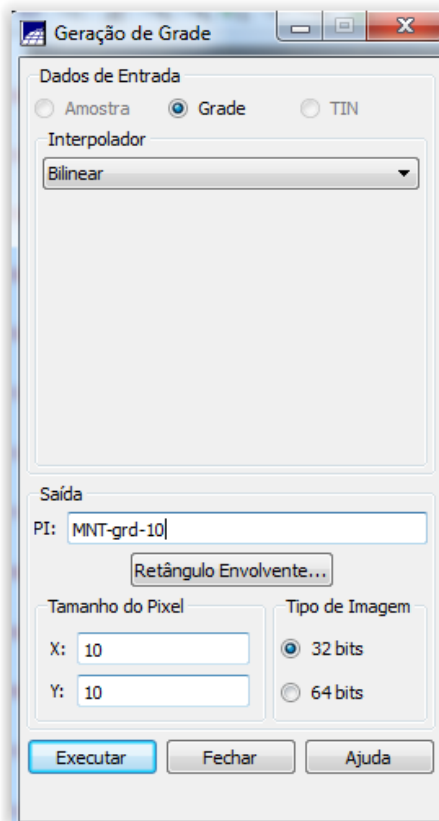 Geração de Grade
Dados de Entrada
Amostra Grade TIN
Interpolador
Bilinear
Saída
PI: MNT-grd-10
Retângulo Envolvente...
Tamanho do Pixel Tipo de Imagem
X: 10 32 bits
Y: 10 64 bits
Executar Fechar Ajuda